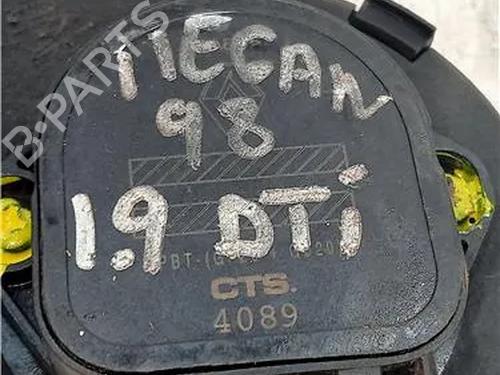 B-PARTS
MEGAN
98
1.9 DTi
CTS.
4089